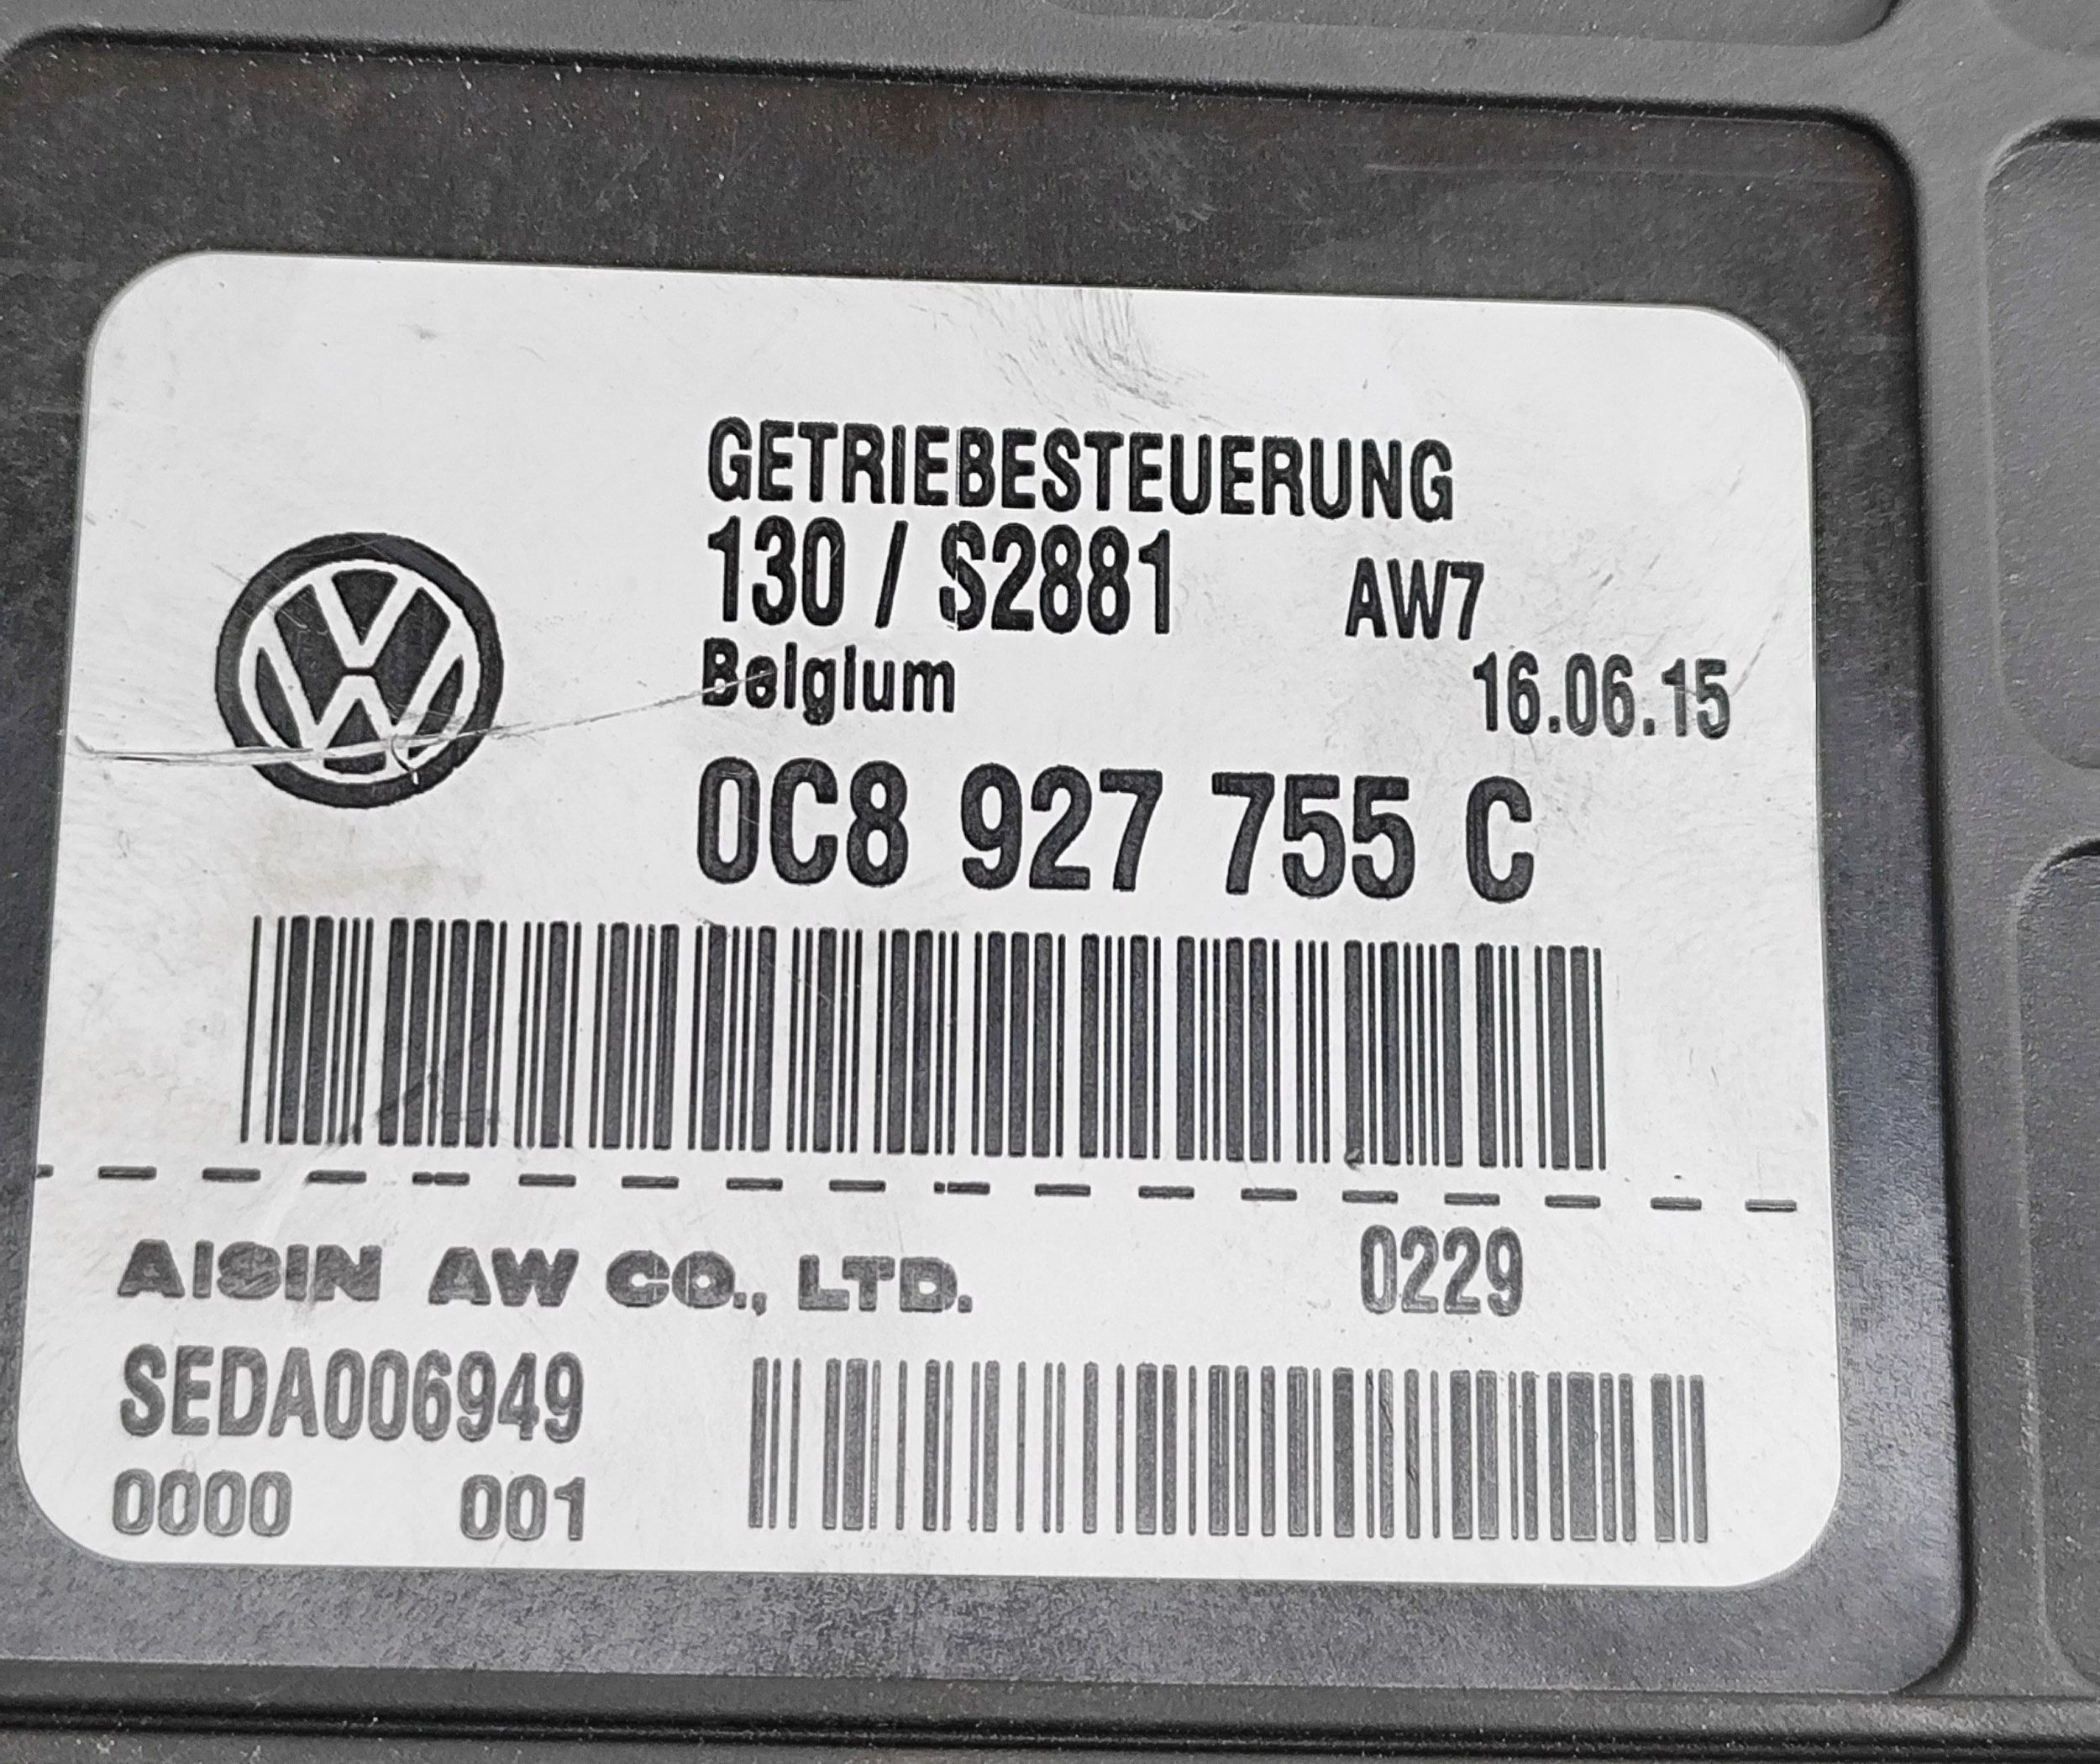 GETRIEBESTEUERUNG
130 / S2881 AW7
Belgium 16.06.15
0C8 927 755 C
AISIN AW CO., LTD. 0229
SEDA006949
0000 001